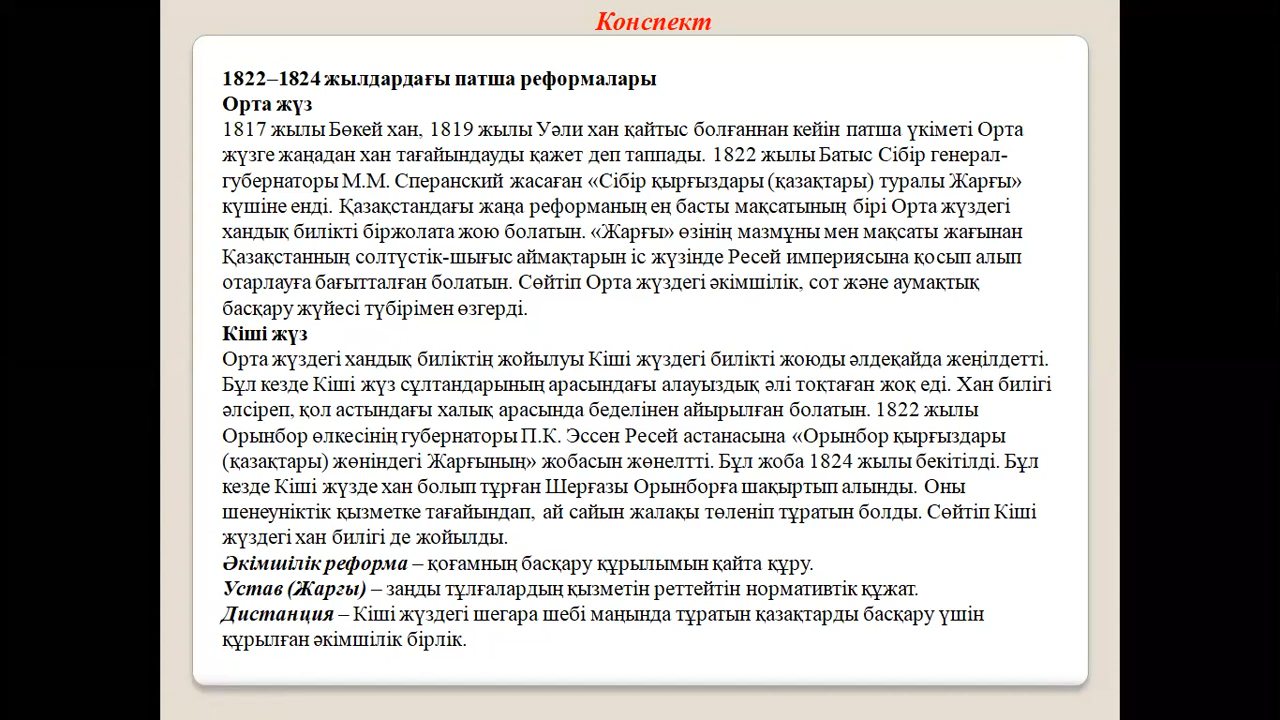 Конспект
1822–1824 жылдардағы патша реформалары
Орта жүз
1817 жылы Бөкей хан, 1819 жылы Уәли хан қайтыс болғаннан кейін патша үкіметі Орта
жүзге жаңадан хан тағайындауды қажет деп таппады. 1822 жылы Батыс Сібір генерал-
губернаторы М.М. Сперанский жасаған «Сібір қырғыздары (қазақтары) туралы Жарғы»
күшіне енді. Қазақстандағы жаңа реформаның ең басты мақсатының бірі Орта жүздегі
хандық билікті біржолата жою болатын. «Жарғы» өзінің мазмұны мен мақсаты жағынан
Қазақстанның солтүстік-шығыс аймақтарын іс жүзінде Ресей империясына қосып алып
отарлауға бағытталған болатын. Сөйтіп Орта жүздегі әкімшілік, сот және аумақтық
басқару жүйесі түбірімен өзгерді.
Кіші жүз
Орта жүздегі хандық биліктің жойылуы Кіші жүздегі билікті жоюды әлдеқайда жеңілдетті.
Бұл кезде Кіші жүз сұлтандарының арасындағы алауыздық әлі тоқтаған жоқ еді. Хан билігі
әлсіреп, қол астындағы халық арасында беделінен айырылған болатын. 1822 жылы
Орынбор өлкесінің губернаторы П.К. Эссен Ресей астанасына «Орынбор қырғыздары
(қазақтары) жөніндегі Жарғының» жобасын жөнелтті. Бұл жоба 1824 жылы бекітілді. Бұл
кезде Кіші жүзде хан болып тұрған Шерғазы Орынборға шақыртып алынды. Оны
шенеуніктік қызметке тағайындап, ай сайын жалақы төленіп тұратын болды. Сөйтіп Кіші
жүздегі хан билігі де жойылды.
Әкімшілік реформа – қоғамның басқару құрылымын қайта құру.
Устав (Жарғы) – заңды тұлғалардың қызметін реттейтін нормативтік құжат.
Дистанция – Кіші жүздегі шегара шебі маңында тұратын қазақтарды басқару үшін
құрылған әкімшілік бірлік.